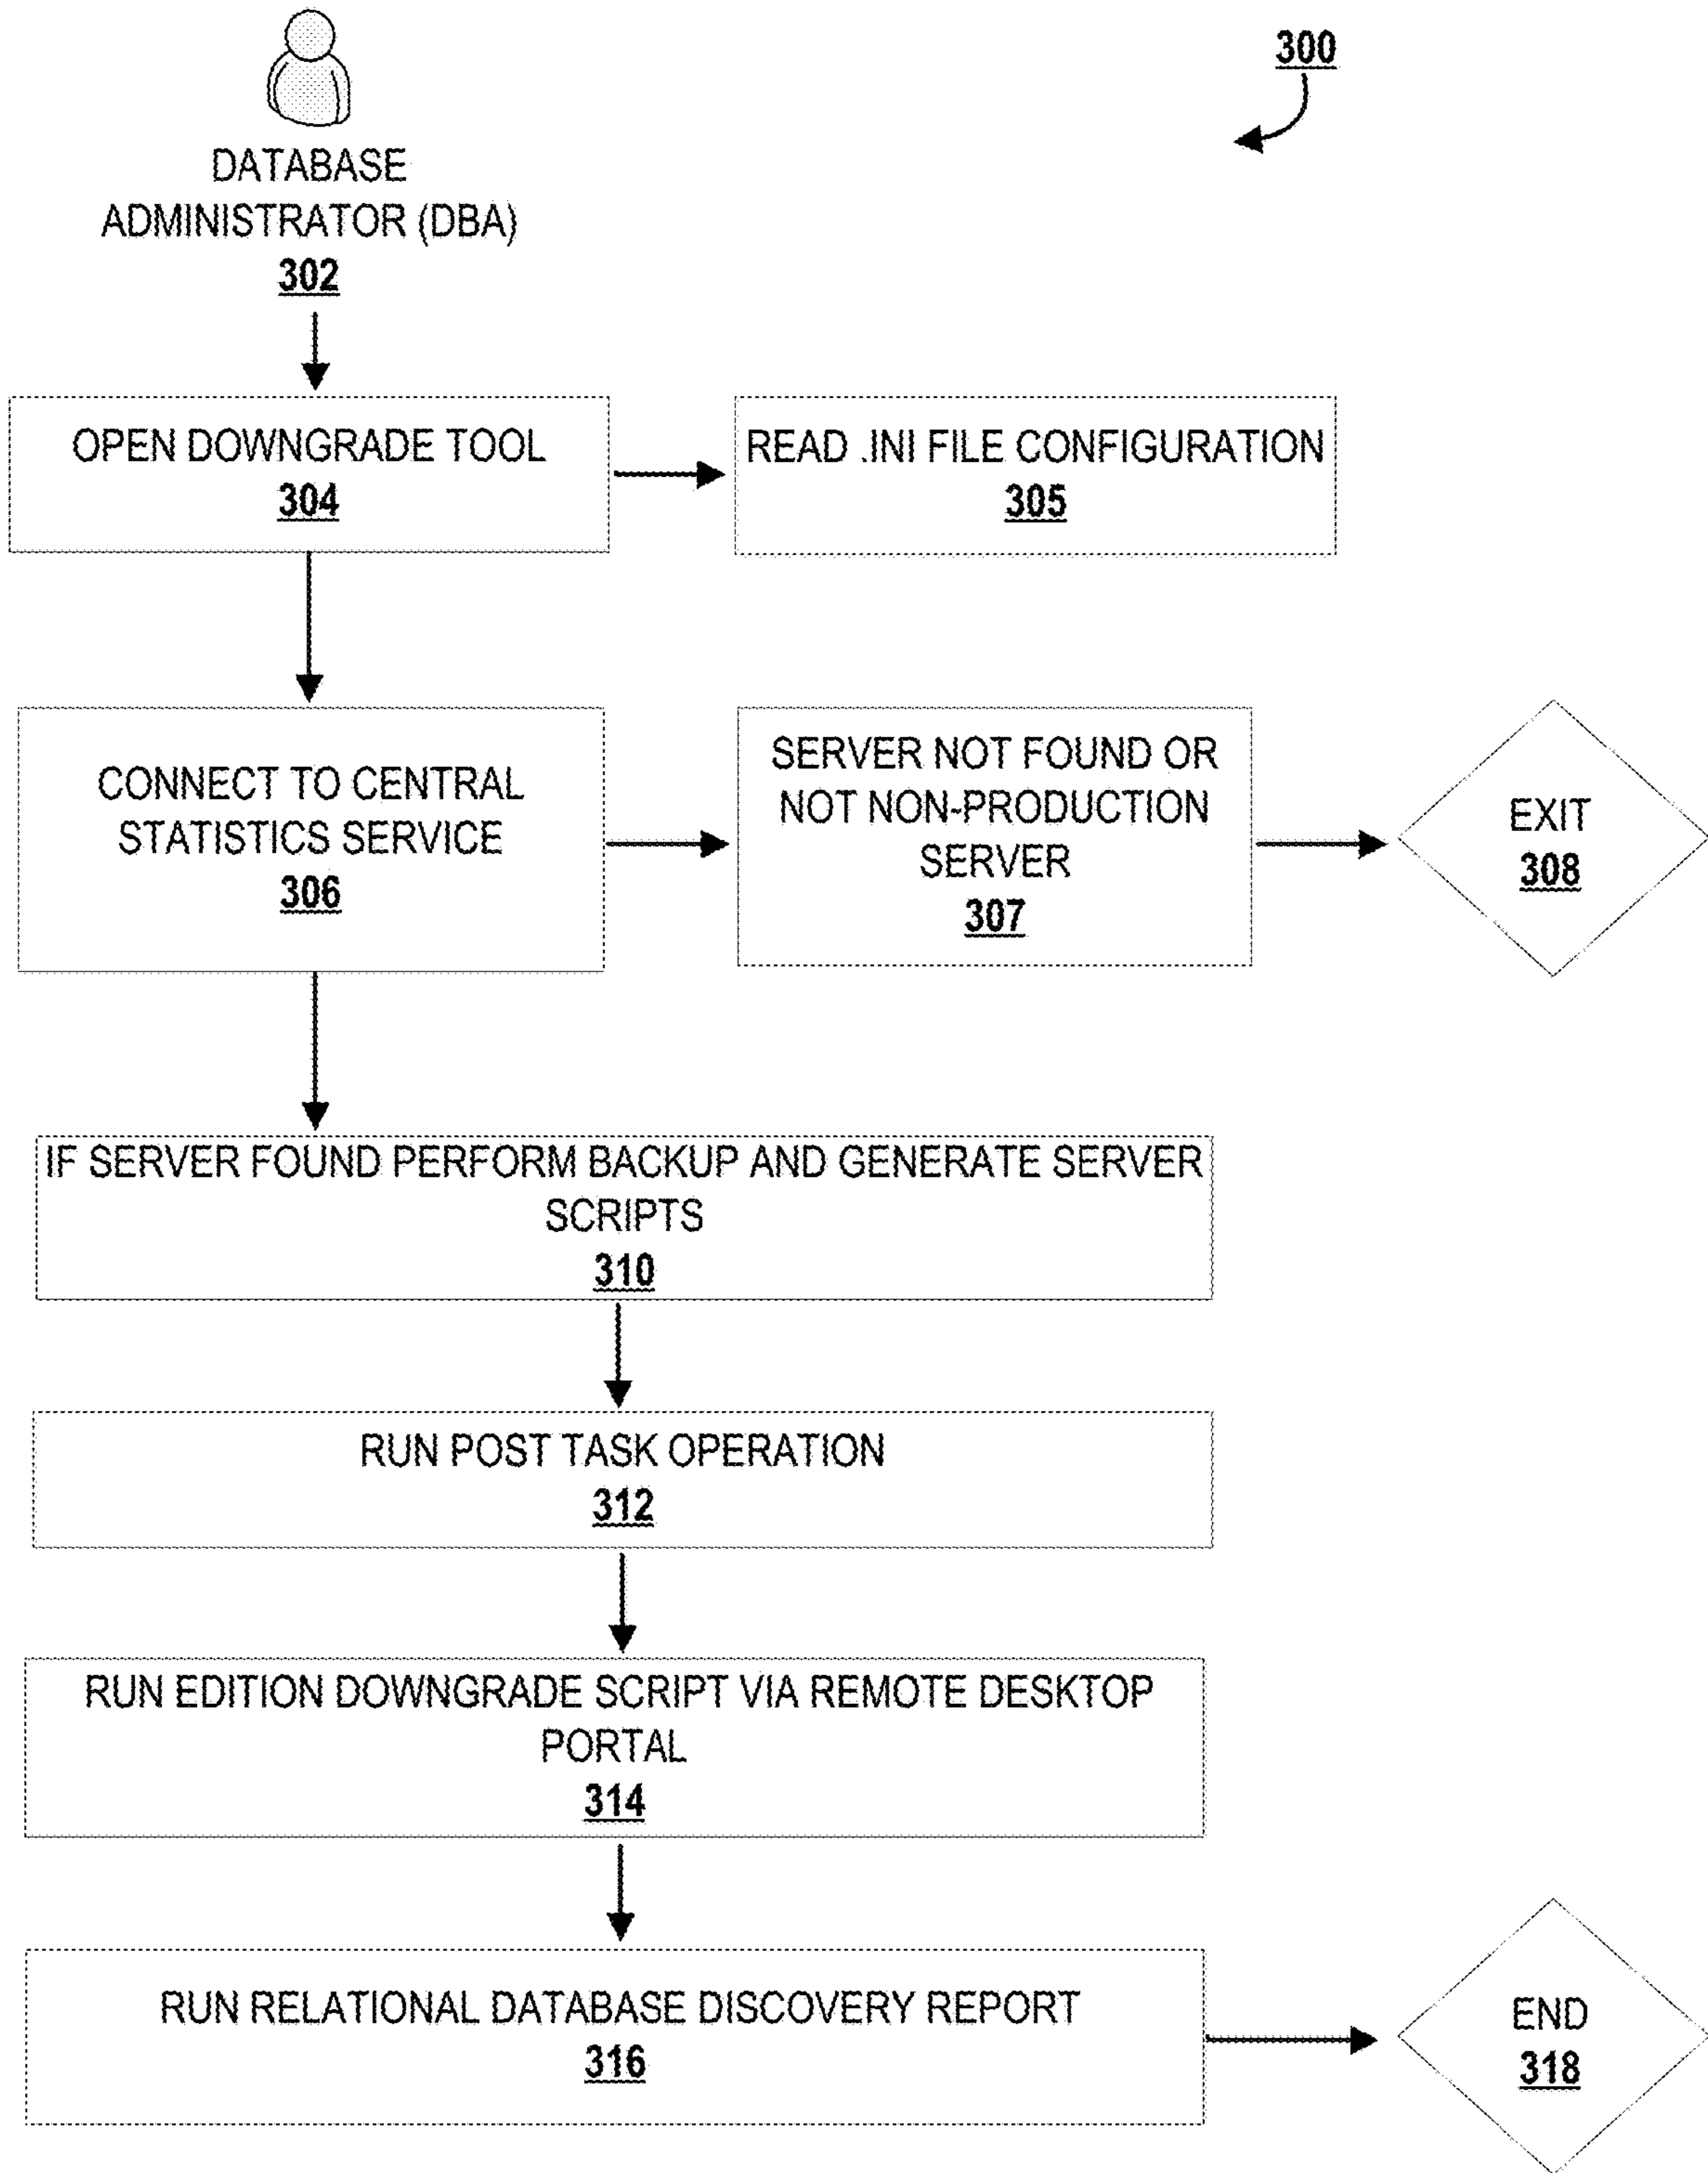 300
DATABASE
ADMINISTRATOR (DBA)
302
OPEN DOWNGRADE TOOL
304
READ .INI FILE CONFIGURATION
305
CONNECT TO CENTRAL
STATISTICS SERVICE
306
SERVER NOT FOUND OR
NOT NON-PRODUCTION
SERVER
307
EXIT
308
IF SERVER FOUND PERFORM BACKUP AND GENERATE SERVER
SCRIPTS
310
RUN POST TASK OPERATION
312
RUN EDITION DOWNGRADE SCRIPT VIA REMOTE DESKTOP
PORTAL
314
RUN RELATIONAL DATABASE DISCOVERY REPORT
316
END
318